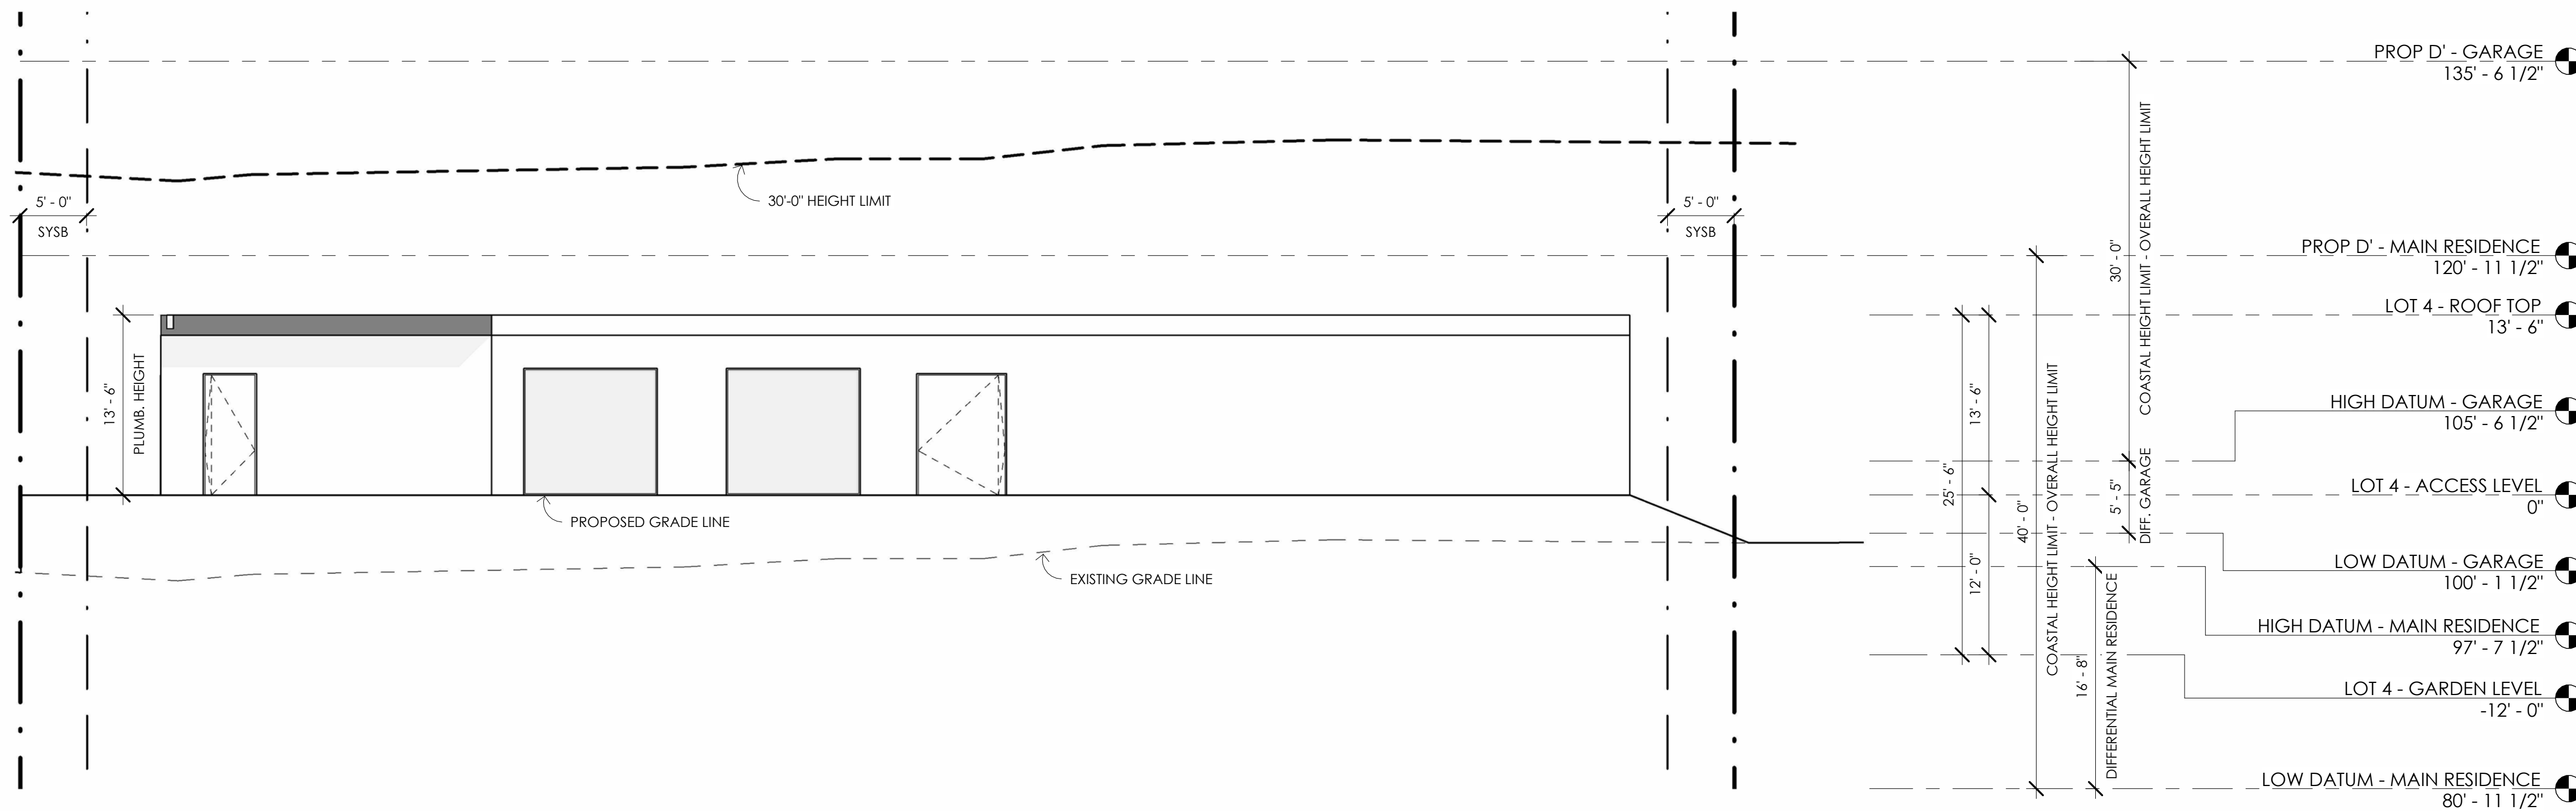 PROP D' - GARAGE
135' - 6 1/2"
30'-0" HEIGHT LIMIT
5' - 0"
SYSB
5' - 0"
SYSB
PROP D' - MAIN RESIDENCE
120' - 11 1/2"
LOT 4 - ROOF TOP
13' - 6"
13' - 6"
PLUMB. HEIGHT
PROPOSED GRADE LINE
EXISTING GRADE LINE
25' - 6"
13' - 6"
12' - 0"
40' - 0"
COASTAL HEIGHT LIMIT - OVERALL HEIGHT LIMIT
16' - 8"
DIFFERENTIAL MAIN RESIDENCE
30' - 0"
COASTAL HEIGHT LIMIT - OVERALL HEIGHT LIMIT
5' - 5"
DIFF. GARAGE
HIGH DATUM - GARAGE
105' - 6 1/2"
LOT 4 - ACCESS LEVEL
0"
LOW DATUM - GARAGE
100' - 1 1/2"
HIGH DATUM - MAIN RESIDENCE
97' - 7 1/2"
LOT 4 - GARDEN LEVEL
-12' - 0"
LOW DATUM - MAIN RESIDENCE
80' - 11 1/2"